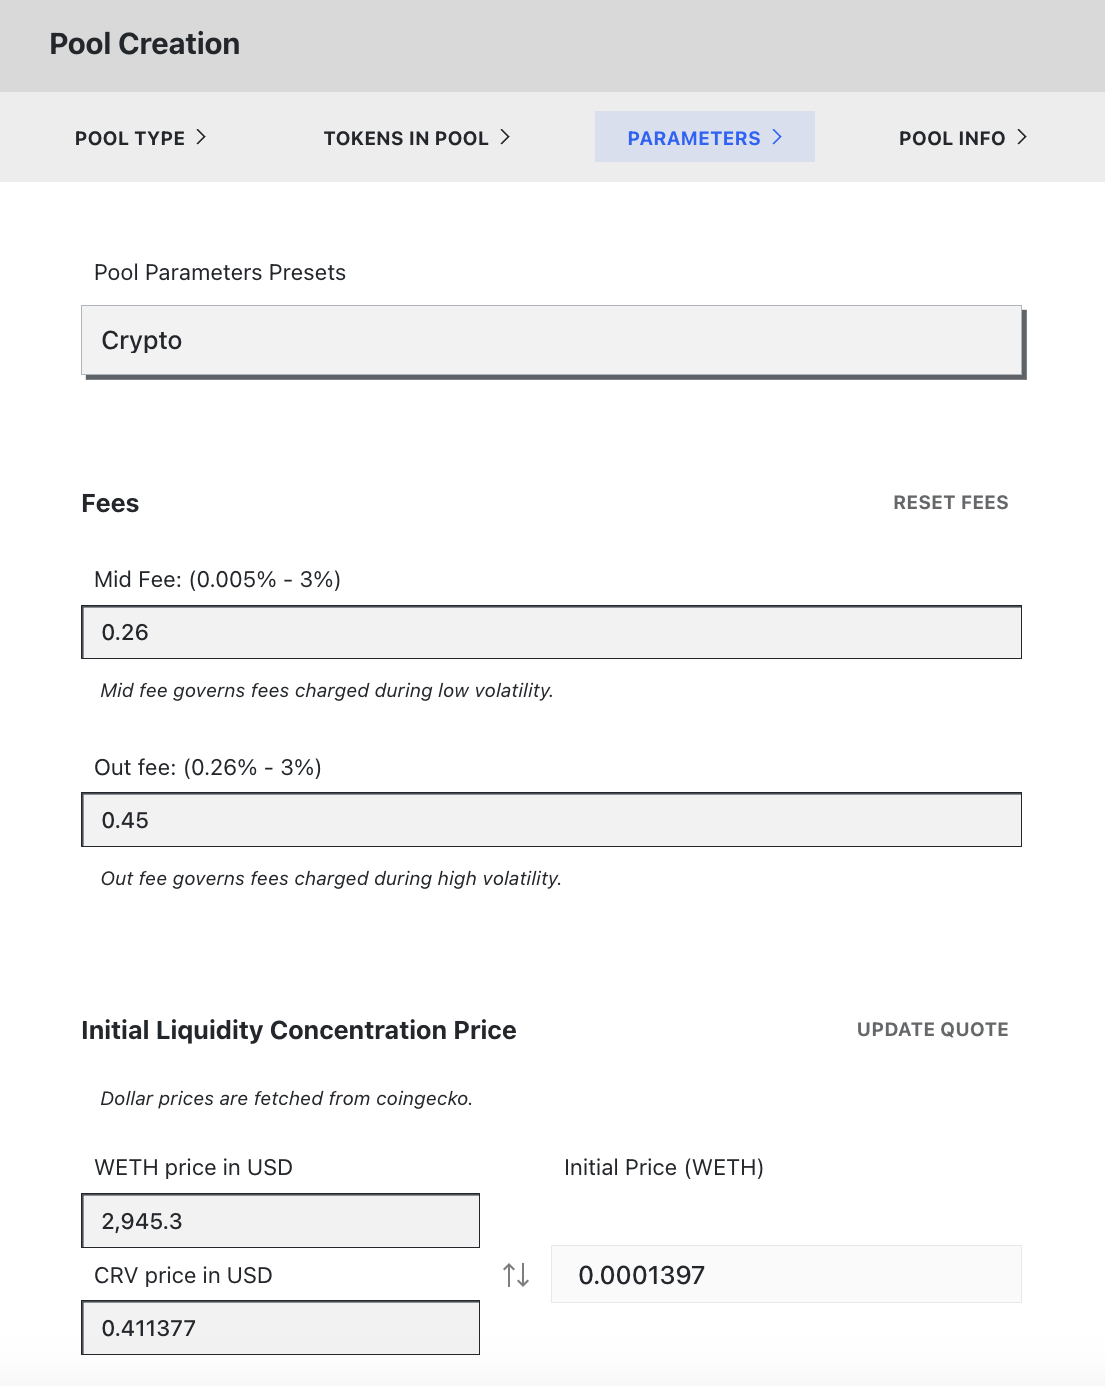 Pool Creation
POOL TYPE
TOKENS IN POOL
PARAMETERS
POOL INFO
Pool Parameters Presets
Crypto
Fees
RESET FEES
Mid Fee: (0.005% - 3%)
0.26
Mid fee governs fees charged during low volatility.
Out fee: (0.26% - 3%)
0.45
Out fee governs fees charged during high volatility.
Initial Liquidity Concentration Price
UPDATE QUOTE
Dollar prices are fetched from coingecko.
WETH price in USD
2,945.3
CRV price in USD
0.411377
Initial Price (WETH)
0.0001397